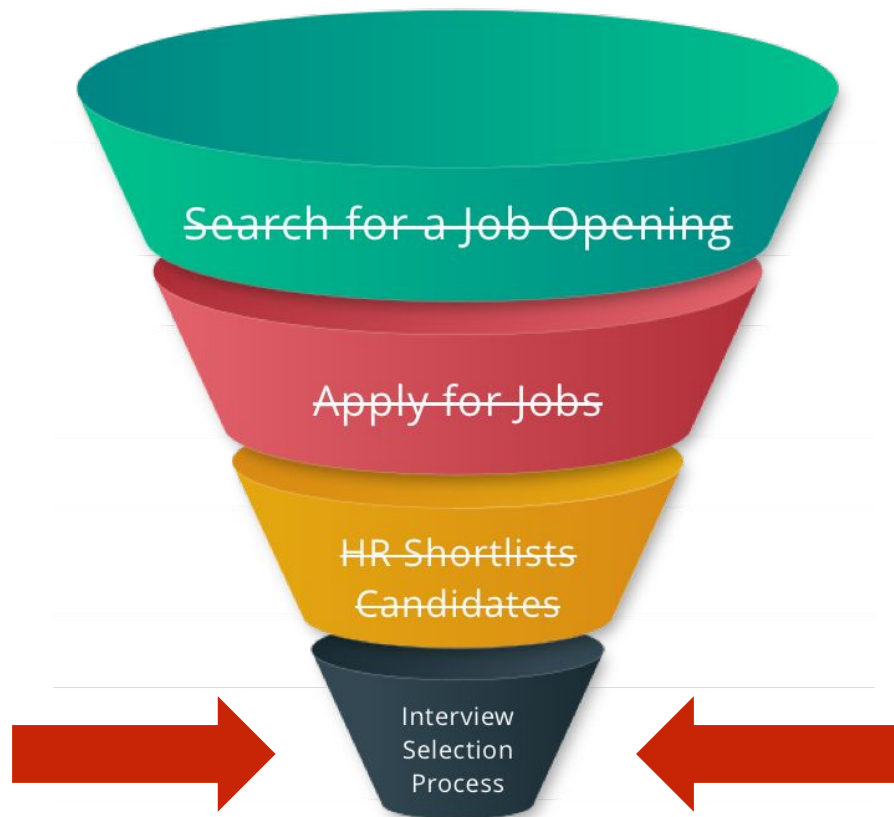 Search for a Job Opening
Apply for Jobs
HR Shortlists
Candidates
Interview
Selection
Process